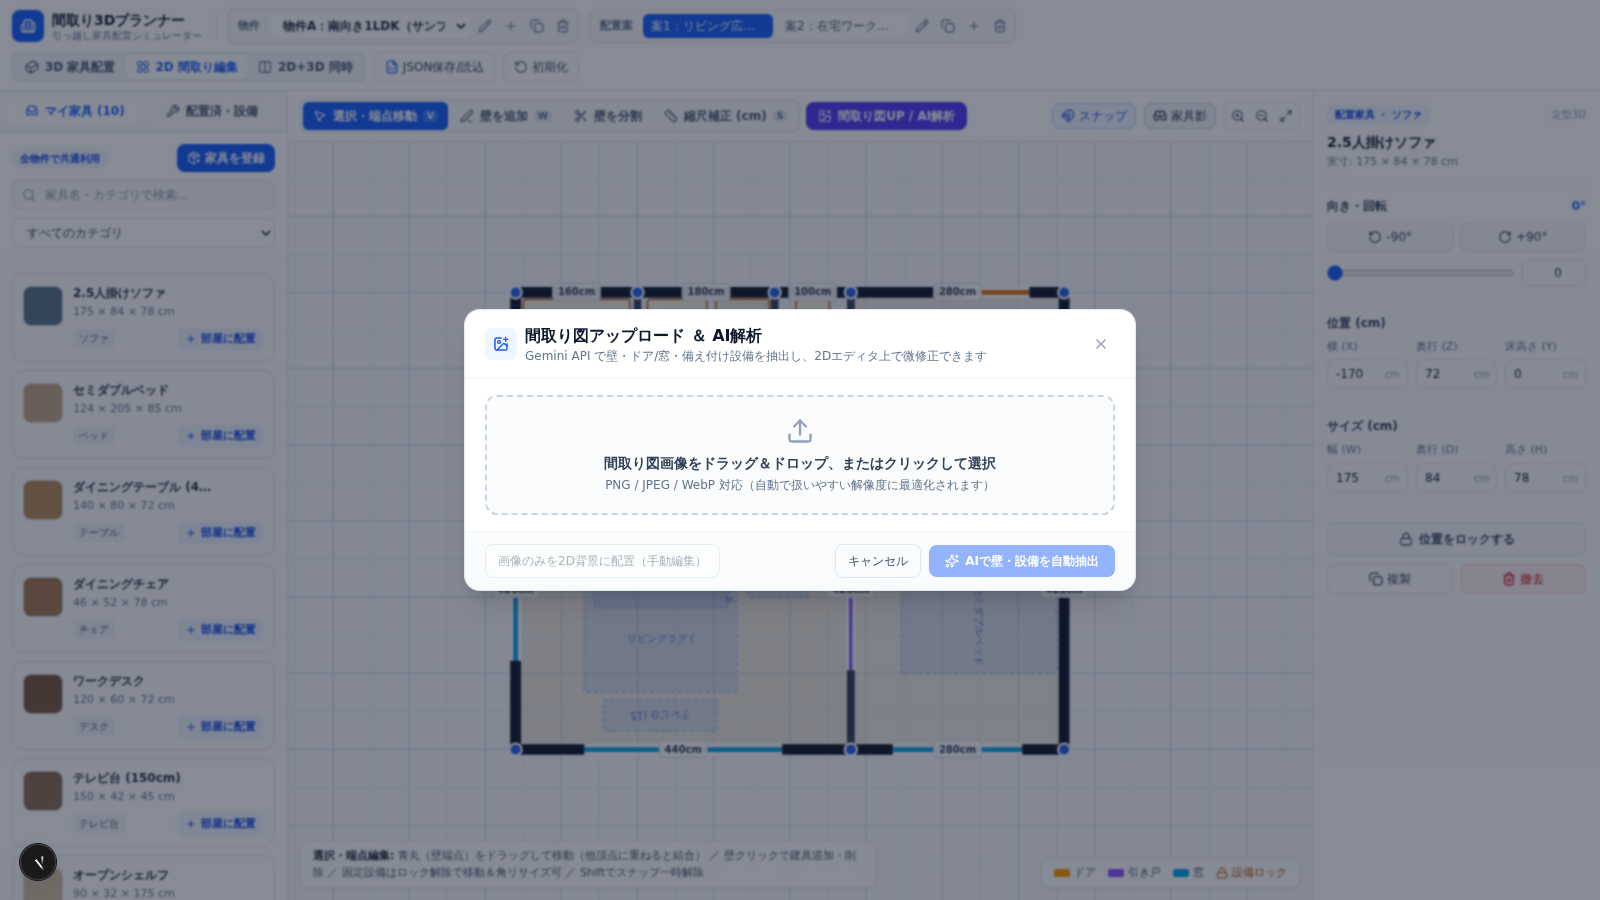 間取り3Dプランナー
引っ越し家具配置シミュレーター
物件
物件A：南向き1LDK（サンフ
配置案
案1：リビング広...
案2：在宅ワーク...
3D 家具配置
2D 間取り編集
2D+3D 同時
JSON保存/読込
初期化
マイ家具 (10)
配置済・設備
選択・端点移動 V
壁を追加 W
壁を分割
縮尺補正 (cm) S
間取り図UP / AI解析
スナップ
家具影
全物件で共通利用
家具を登録
家具名・カテゴリで検索...
すべてのカテゴリ
2.5人掛けソファ
175 × 84 × 78 cm
ソファ
+ 部屋に配置
セミダブルベッド
124 × 205 × 85 cm
ベッド
+ 部屋に配置
ダイニングテーブル (4...
140 × 80 × 72 cm
テーブル
+ 部屋に配置
ダイニングチェア
46 × 52 × 78 cm
チェア
+ 部屋に配置
ワークデスク
120 × 60 × 72 cm
デスク
+ 部屋に配置
テレビ台 (150cm)
150 × 42 × 45 cm
テレビ台
+ 部屋に配置
オープンシェルフ
90 × 32 × 175 cm
160cm
180cm
100cm
280cm
間取り図アップロード ＆ AI解析
Gemini API で壁・ドア/窓・備え付け設備を抽出し、2Dエディタ上で微修正できます
間取り図画像をドラッグ＆ドロップ、またはクリックして選択
PNG / JPEG / WebP 対応（自動で扱いやすい解像度に最適化されます）
画像のみを2D背景に配置（手動編集）
キャンセル
AIで壁・設備を自動抽出
リビングラグ (
テレビ台 (15
440cm
280cm
選択・端点編集: 青丸（壁端点）をドラッグして移動（他頂点に重ねると結合） ／ 壁クリックで建具追加・削
除 ／ 固定設備はロック解除で移動&角リサイズ可 ／ Shiftでスナップ一時解除
ドア
引き戸
窓
設備ロック
配置家具 ・ ソファ
定型3D
2.5人掛けソファ
実寸: 175 × 84 × 78 cm
向き・回転
0°
-90°
+90°
0
位置 (cm)
横 (X)
奥行 (Z)
床高さ (Y)
-170 cm
72 cm
0 cm
サイズ (cm)
幅 (W)
奥行 (D)
高さ (H)
175 cm
84 cm
78 cm
位置をロックする
複製
撤去